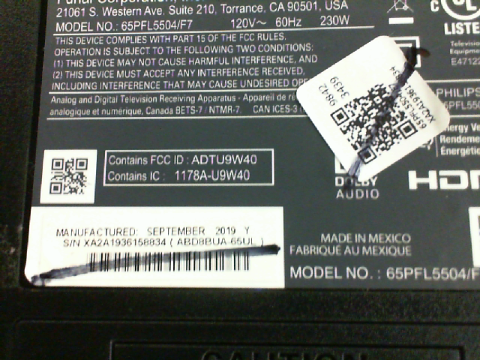 21061 S. Western Ave. Suite 210, Torrance, CA 90501, USA
MODEL NO. : 65PFL5504/F7 120V~ 60Hz 230W
THIS DEVICE COMPLIES WITH PART 15 OF THE FCC RULES.
OPERATION IS SUBJECT TO THE FOLLOWING TWO CONDITIONS:
(1) THIS DEVICE MAY NOT CAUSE HARMFUL INTERFERENCE, AND
(2) THIS DEVICE MUST ACCEPT ANY INTERFERENCE
INCLUDING INTERFERENCE THAT MAY CAUSE UNDESIRED
Analog and Digital Television Receiving Apparatus - Appareil de
analogique et numérique, Canada BETS-7 / NTMR-7. CAN ICES-3
LISTE
E47122
PHILIPS
9842
9439
Contains FCC ID : ADTU9W40
Contains IC : 1178A-U9W40
DOLBY
AUDIO
HDM
MANUFACTURED: SEPTEMBER 2019 Y
S/N XA2A1936158834 ( ABD8BUA-65UL )
MADE IN MEXICO
FABRIQUÉ AU MEXIQUE
MODEL NO. : 65PFL5504/F
CAUTION